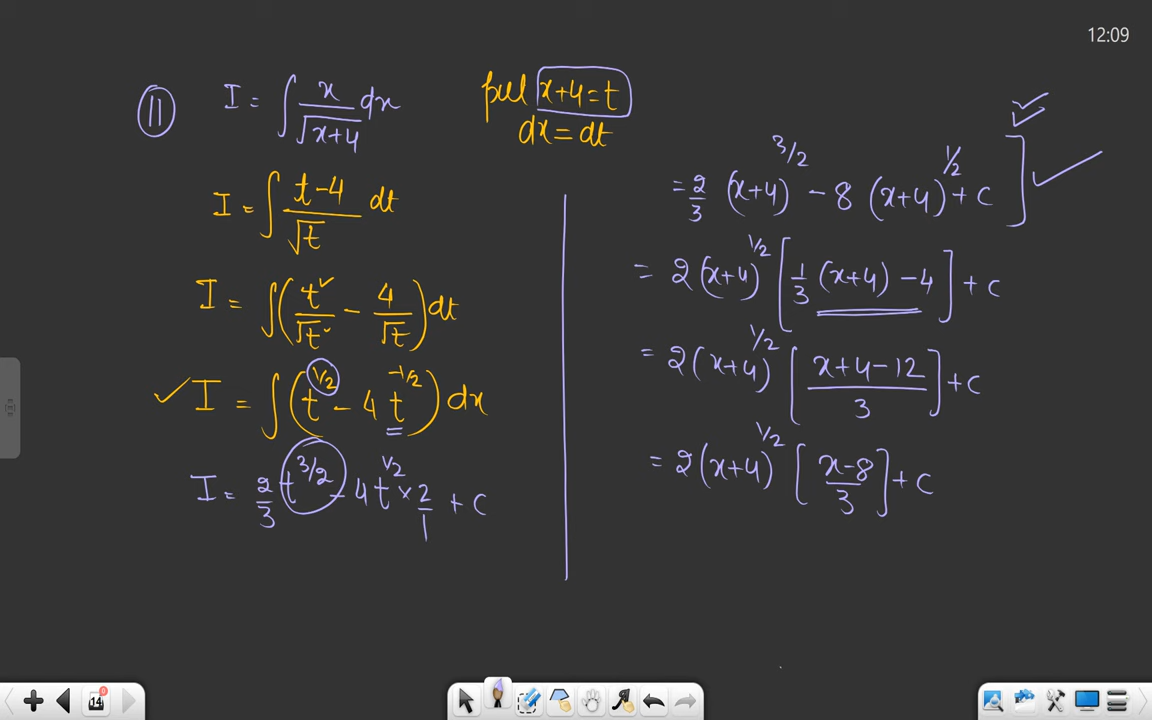 12:09
⑪ I = ∫ x/√(x+4) dx
put x+4=t
dx = dt
I = ∫ (t-4)/√t dt
I = ∫ (t/√t - 4/√t) dt
✓ I = ∫ (t^(1/2) - 4 t^(-1/2)) dx
I = 2/3 t^(3/2) - 4t^(1/2) × 2/1 + c
= 2/3 (x+4)^(3/2) - 8 (x+4)^(1/2) + c ] ✓
= 2(x+4)^(1/2) [1/3 (x+4) - 4] + c
= 2(x+4)^(1/2) [(x+4-12)/3] + c
= 2(x+4)^(1/2) [(x-8)/3] + c
14
0